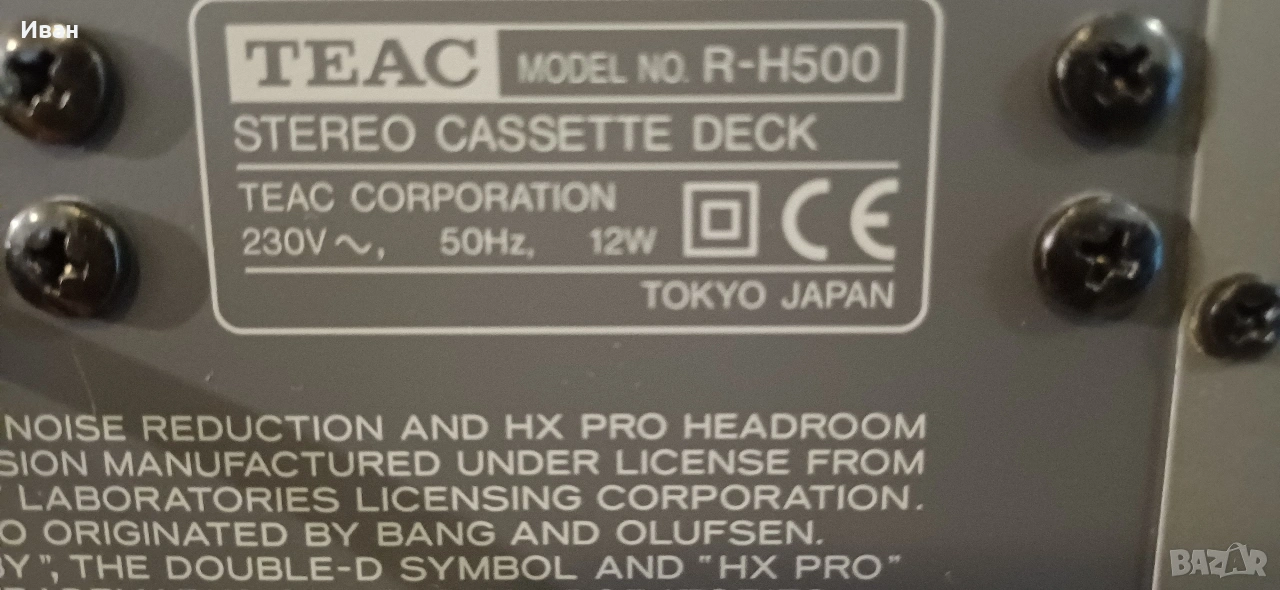 Иван
TEAC MODEL NO. R-H500
STEREO CASSETTE DECK
TEAC CORPORATION
230V ~, 50Hz, 12W
CE
TOKYO JAPAN
NOISE REDUCTION AND HX PRO HEADROOM
SION MANUFACTURED UNDER LICENSE FROM
LABORATORIES LICENSING CORPORATION.
O ORIGINATED BY BANG AND OLUFSEN.
BY", THE DOUBLE-D SYMBOL AND "HX PRO"
BAZAR